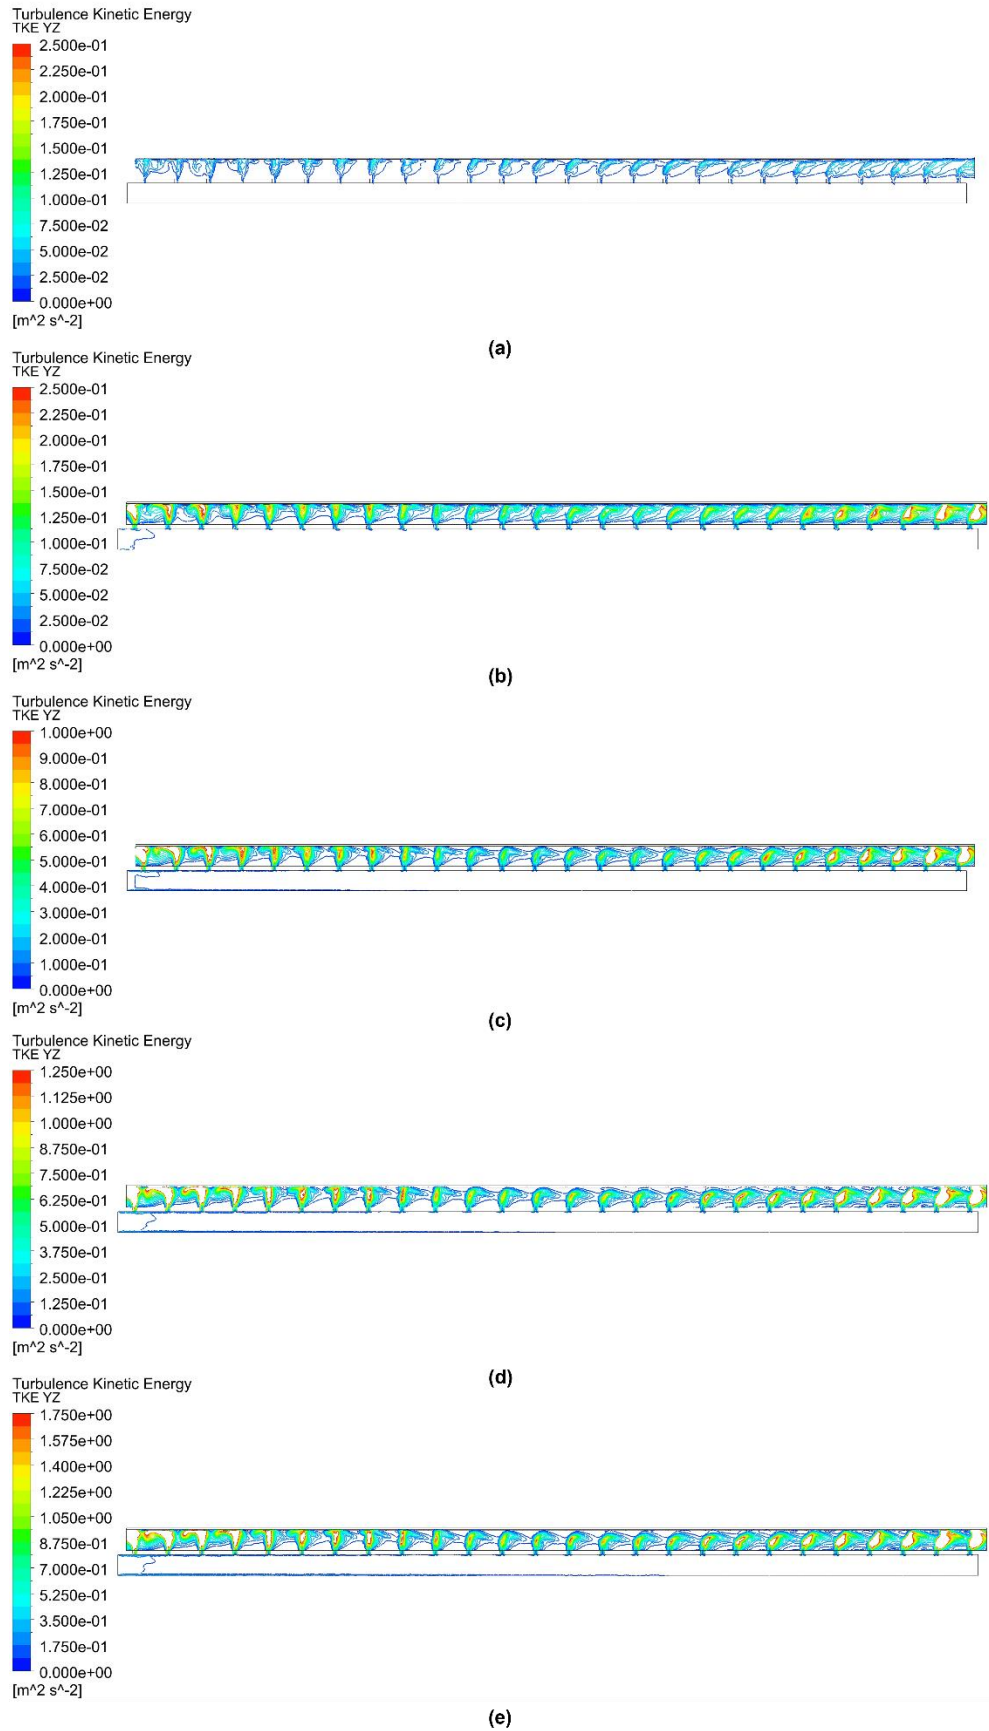 Turbulence Kinetic Energy
TKE YZ
2.500e-01
2.250e-01
2.000e-01
1.750e-01
1.500e-01
1.250e-01
1.000e-01
7.500e-02
5.000e-02
2.500e-02
0.000e+00
[m^2 s^-2]
(a)
Turbulence Kinetic Energy
TKE YZ
2.500e-01
2.250e-01
2.000e-01
1.750e-01
1.500e-01
1.250e-01
1.000e-01
7.500e-02
5.000e-02
2.500e-02
0.000e+00
[m^2 s^-2]
(b)
Turbulence Kinetic Energy
TKE YZ
1.000e+00
9.000e-01
8.000e-01
7.000e-01
6.000e-01
5.000e-01
4.000e-01
3.000e-01
2.000e-01
1.000e-01
0.000e+00
[m^2 s^-2]
(c)
Turbulence Kinetic Energy
TKE YZ
1.250e+00
1.125e+00
1.000e+00
8.750e-01
7.500e-01
6.250e-01
5.000e-01
3.750e-01
2.500e-01
1.250e-01
0.000e+00
[m^2 s^-2]
(d)
Turbulence Kinetic Energy
TKE YZ
1.750e+00
1.575e+00
1.400e+00
1.225e+00
1.050e+00
8.750e-01
7.000e-01
5.250e-01
3.500e-01
1.750e-01
0.000e+00
[m^2 s^-2]
(e)